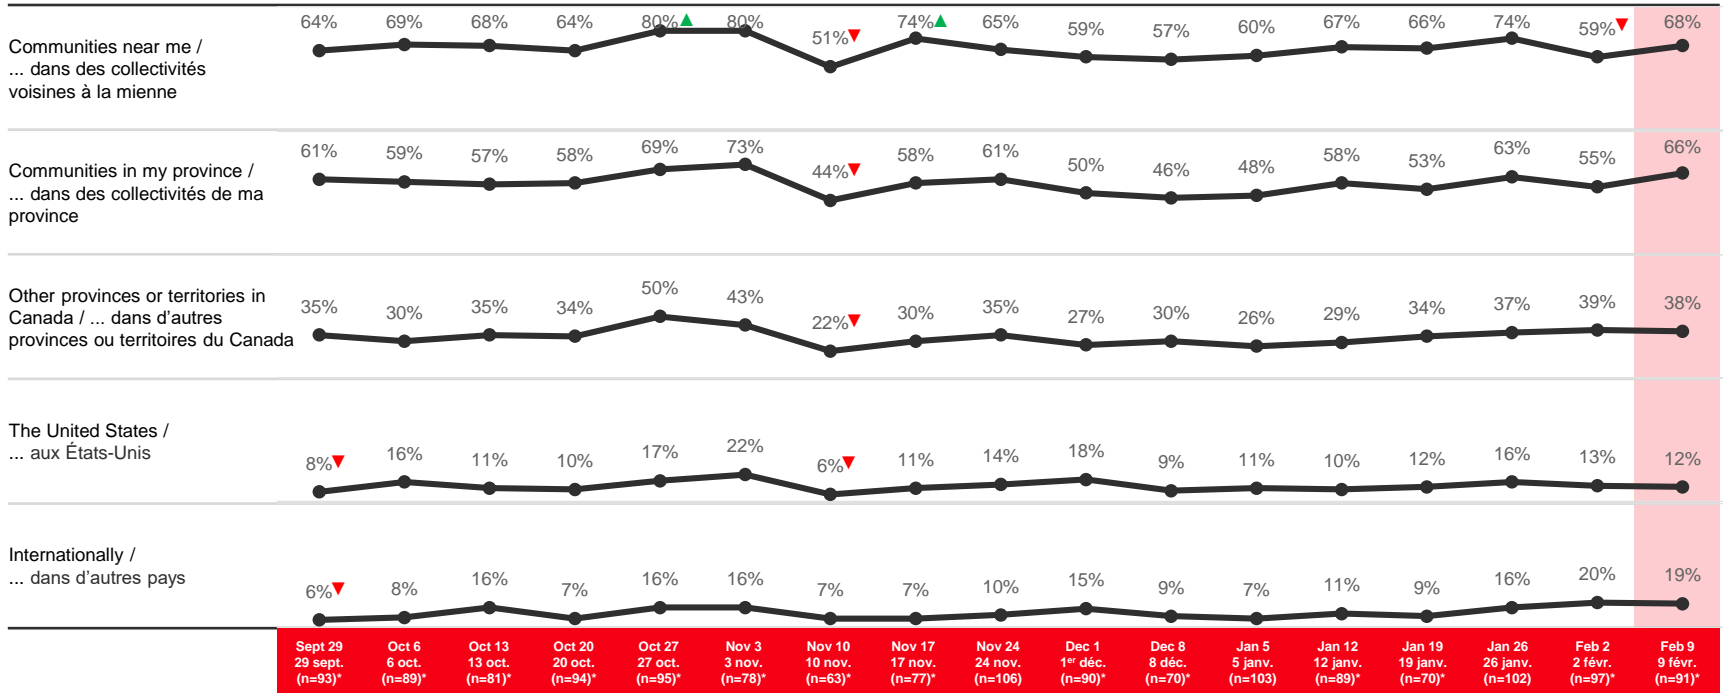 64% 69% 68% 64% 80%▲ 80% 51%▼ 74%▲ 65% 59% 57% 60% 67% 66% 74% 59%▼ 68%
Communities near me /
... dans des collectivités
voisines à la mienne
61% 59% 57% 58% 69% 73% 44%▼ 58% 61% 50% 46% 48% 58% 53% 63% 55% 66%
Communities in my province /
... dans des collectivités de ma
province
35% 30% 35% 34% 50% 43% 22%▼ 30% 35% 27% 30% 26% 29% 34% 37% 39% 38%
Other provinces or territories in
Canada / ... dans d'autres
provinces ou territoires du Canada
8%▼ 16% 11% 10% 17% 22% 6%▼ 11% 14% 18% 9% 11% 10% 12% 16% 13% 12%
The United States /
... aux États-Unis
6%▼ 8% 16% 7% 16% 16% 7% 7% 10% 15% 9% 7% 11% 9% 16% 20% 19%
Internationally /
... dans d'autres pays
Sept 29 Oct 6 Oct 13 Oct 20 Oct 27 Nov 3 Nov 10 Nov 17 Nov 24 Dec 1 Dec 8 Jan 5 Jan 12 Jan 19 Jan 26 Feb 2 Feb 9
29 sept. 6 oct. 13 oct. 20 oct. 27 oct. 3 nov. 10 nov. 17 nov. 24 nov. 1er déc. 8 déc. 5 janv. 12 janv. 19 janv. 26 janv. 2 févr. 9 févr.
(n=93)* (n=89)* (n=81)* (n=94)* (n=95)* (n=78)* (n=63)* (n=77)* (n=106) (n=90)* (n=70)* (n=103) (n=89)* (n=70)* (n=102) (n=97)* (n=91)*